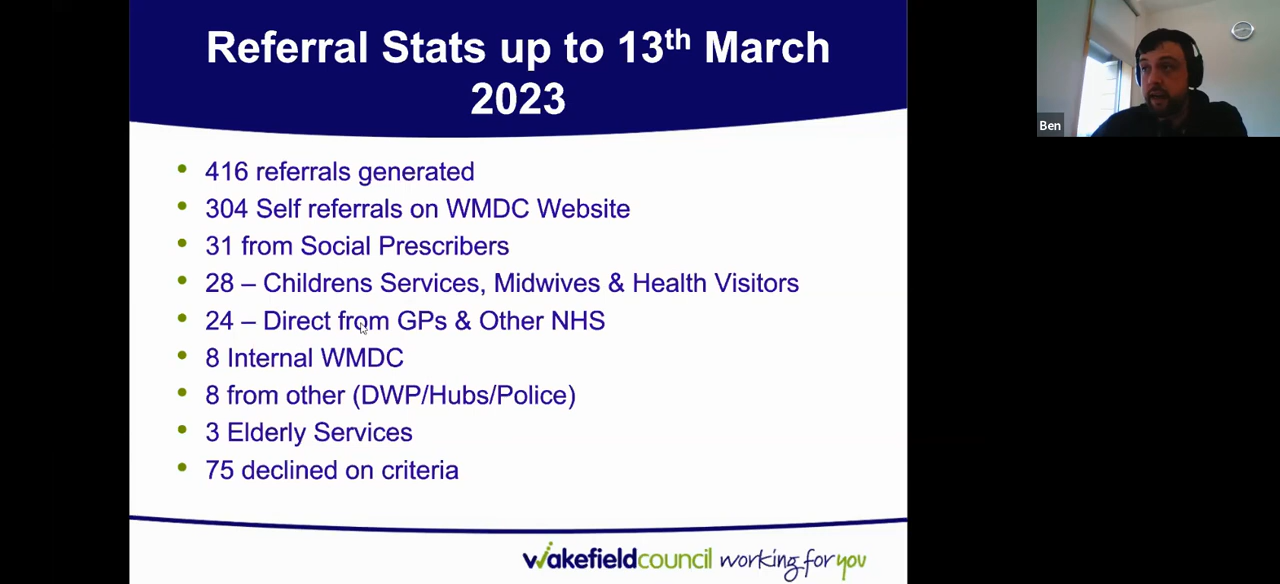 Referral Stats up to 13th March
2023
• 416 referrals generated
• 304 Self referrals on WMDC Website
• 31 from Social Prescribers
• 28 – Childrens Services, Midwives & Health Visitors
• 24 – Direct from GPs & Other NHS
• 8 Internal WMDC
• 8 from other (DWP/Hubs/Police)
• 3 Elderly Services
• 75 declined on criteria
wakefieldcouncil working for you
Ben